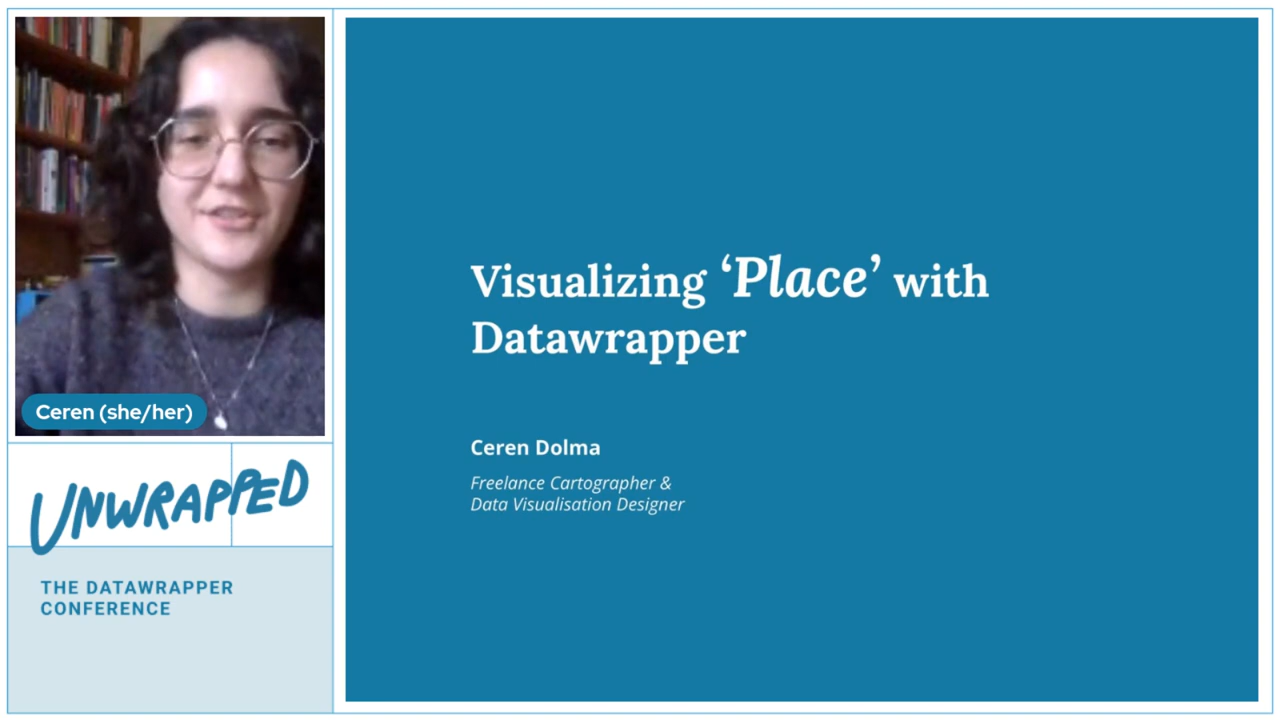 Ceren (she/her)
UNWRAPPED
THE DATAWRAPPER
CONFERENCE
Visualizing ‘Place’ with
Datawrapper
Ceren Dolma
Freelance Cartographer &
Data Visualisation Designer